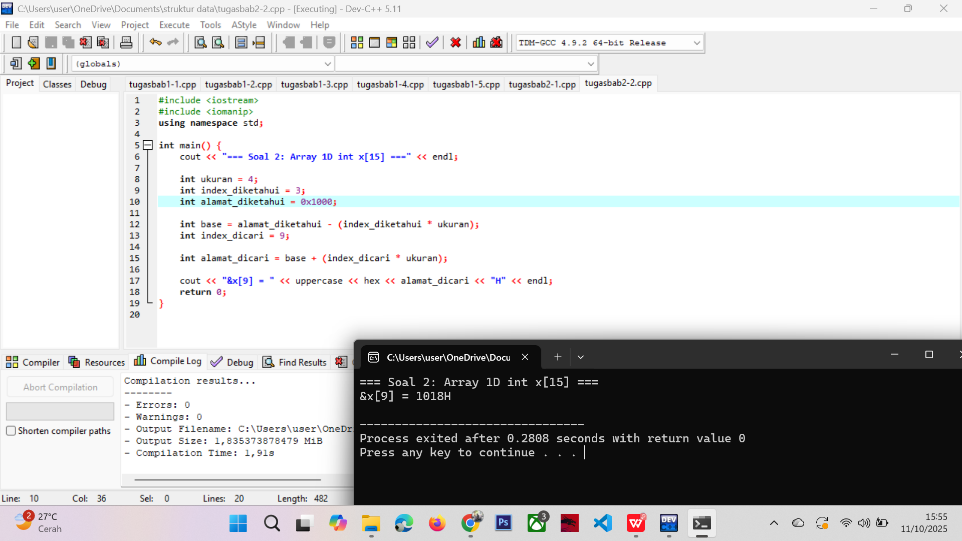 C:\Users\user\OneDrive\Documents\struktur data\tugasbab2-2.cpp - [Executing] - Dev-C++ 5.11
File Edit Search View Project Execute Tools AStyle Window Help
TDM-GCC 4.9.2 64-bit Release
(globals)
Project Classes Debug
tugasbab1-1.cpp tugasbab1-2.cpp tugasbab1-3.cpp tugasbab1-4.cpp tugasbab1-5.cpp tugasbab2-1.cpp tugasbab2-2.cpp
1 #include <iostream>
2 #include <iomanip>
3 using namespace std;
4
5 int main() {
6 cout << "=== Soal 2: Array 1D int x[15] ===" << endl;
7
8 int ukuran = 4;
9 int index_diketahui = 3;
10 int alamat_diketahui = 0x1000;
11
12 int base = alamat_diketahui - (index_diketahui * ukuran);
13 int index_dicari = 9;
14
15 int alamat_dicari = base + (index_dicari * ukuran);
16
17 cout << "&x[9] = " << uppercase << hex << alamat_dicari << "H" << endl;
18 return 0;
19 }
20
Compiler Resources Compile Log Debug Find Results
Abort Compilation
Shorten compiler paths
Compilation results...
--------
- Errors: 0
- Warnings: 0
- Output Filename: C:\Users\user\OneDr
- Output Size: 1,835373878479 MiB
- Compilation Time: 1,91s
C:\Users\user\OneDrive\Docu
=== Soal 2: Array 1D int x[15] ===
&x[9] = 1018H
--------------------------------
Process exited after 0.2808 seconds with return value 0
Press any key to continue . . .
Line: 10 Col: 36 Sel: 0 Lines: 20 Length: 482
2
27°C
Cerah
3
15:55
11/10/2025